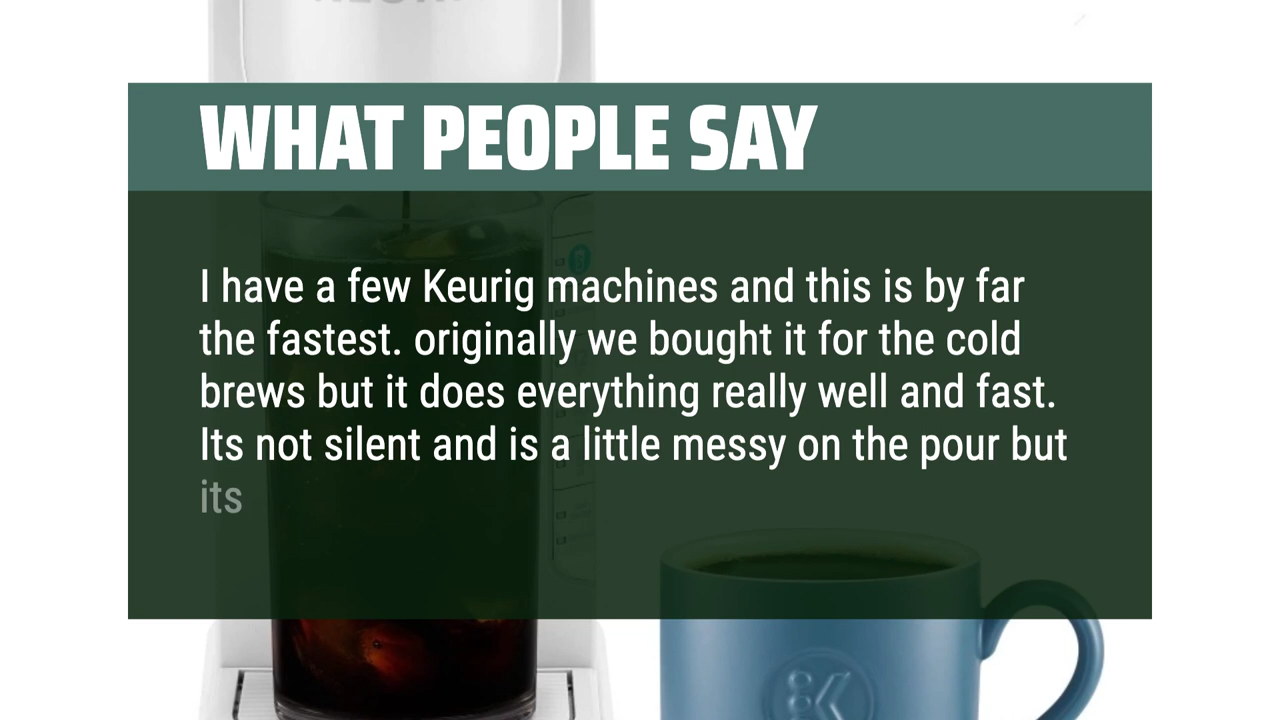 WHAT PEOPLE SAY
I have a few Keurig machines and this is by far
the fastest. originally we bought it for the cold
brews but it does everything really well and fast.
Its not silent and is a little messy on the pour but
its
K